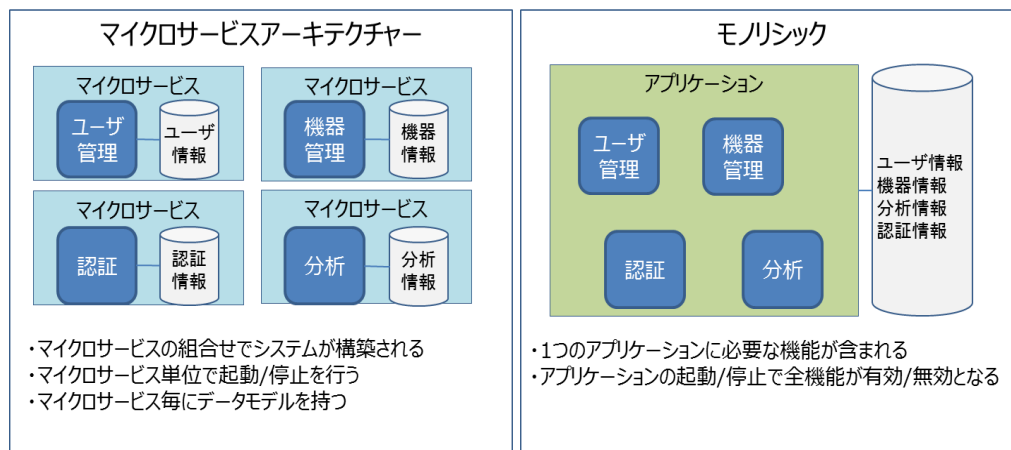 マイクロサービスアーキテクチャー
マイクロサービス
ユーザ
管理
ユーザ
情報
マイクロサービス
機器
管理
機器
情報
マイクロサービス
認証
認証
情報
マイクロサービス
分析
分析
情報
・マイクロサービスの組合せでシステムが構築される
・マイクロサービス単位で起動/停止を行う
・マイクロサービス毎にデータモデルを持つ
モノリシック
アプリケーション
ユーザ
管理
機器
管理
認証
分析
ユーザ情報
機器情報
分析情報
認証情報
・1つのアプリケーションに必要な機能が含まれる
・アプリケーションの起動/停止で全機能が有効/無効となる